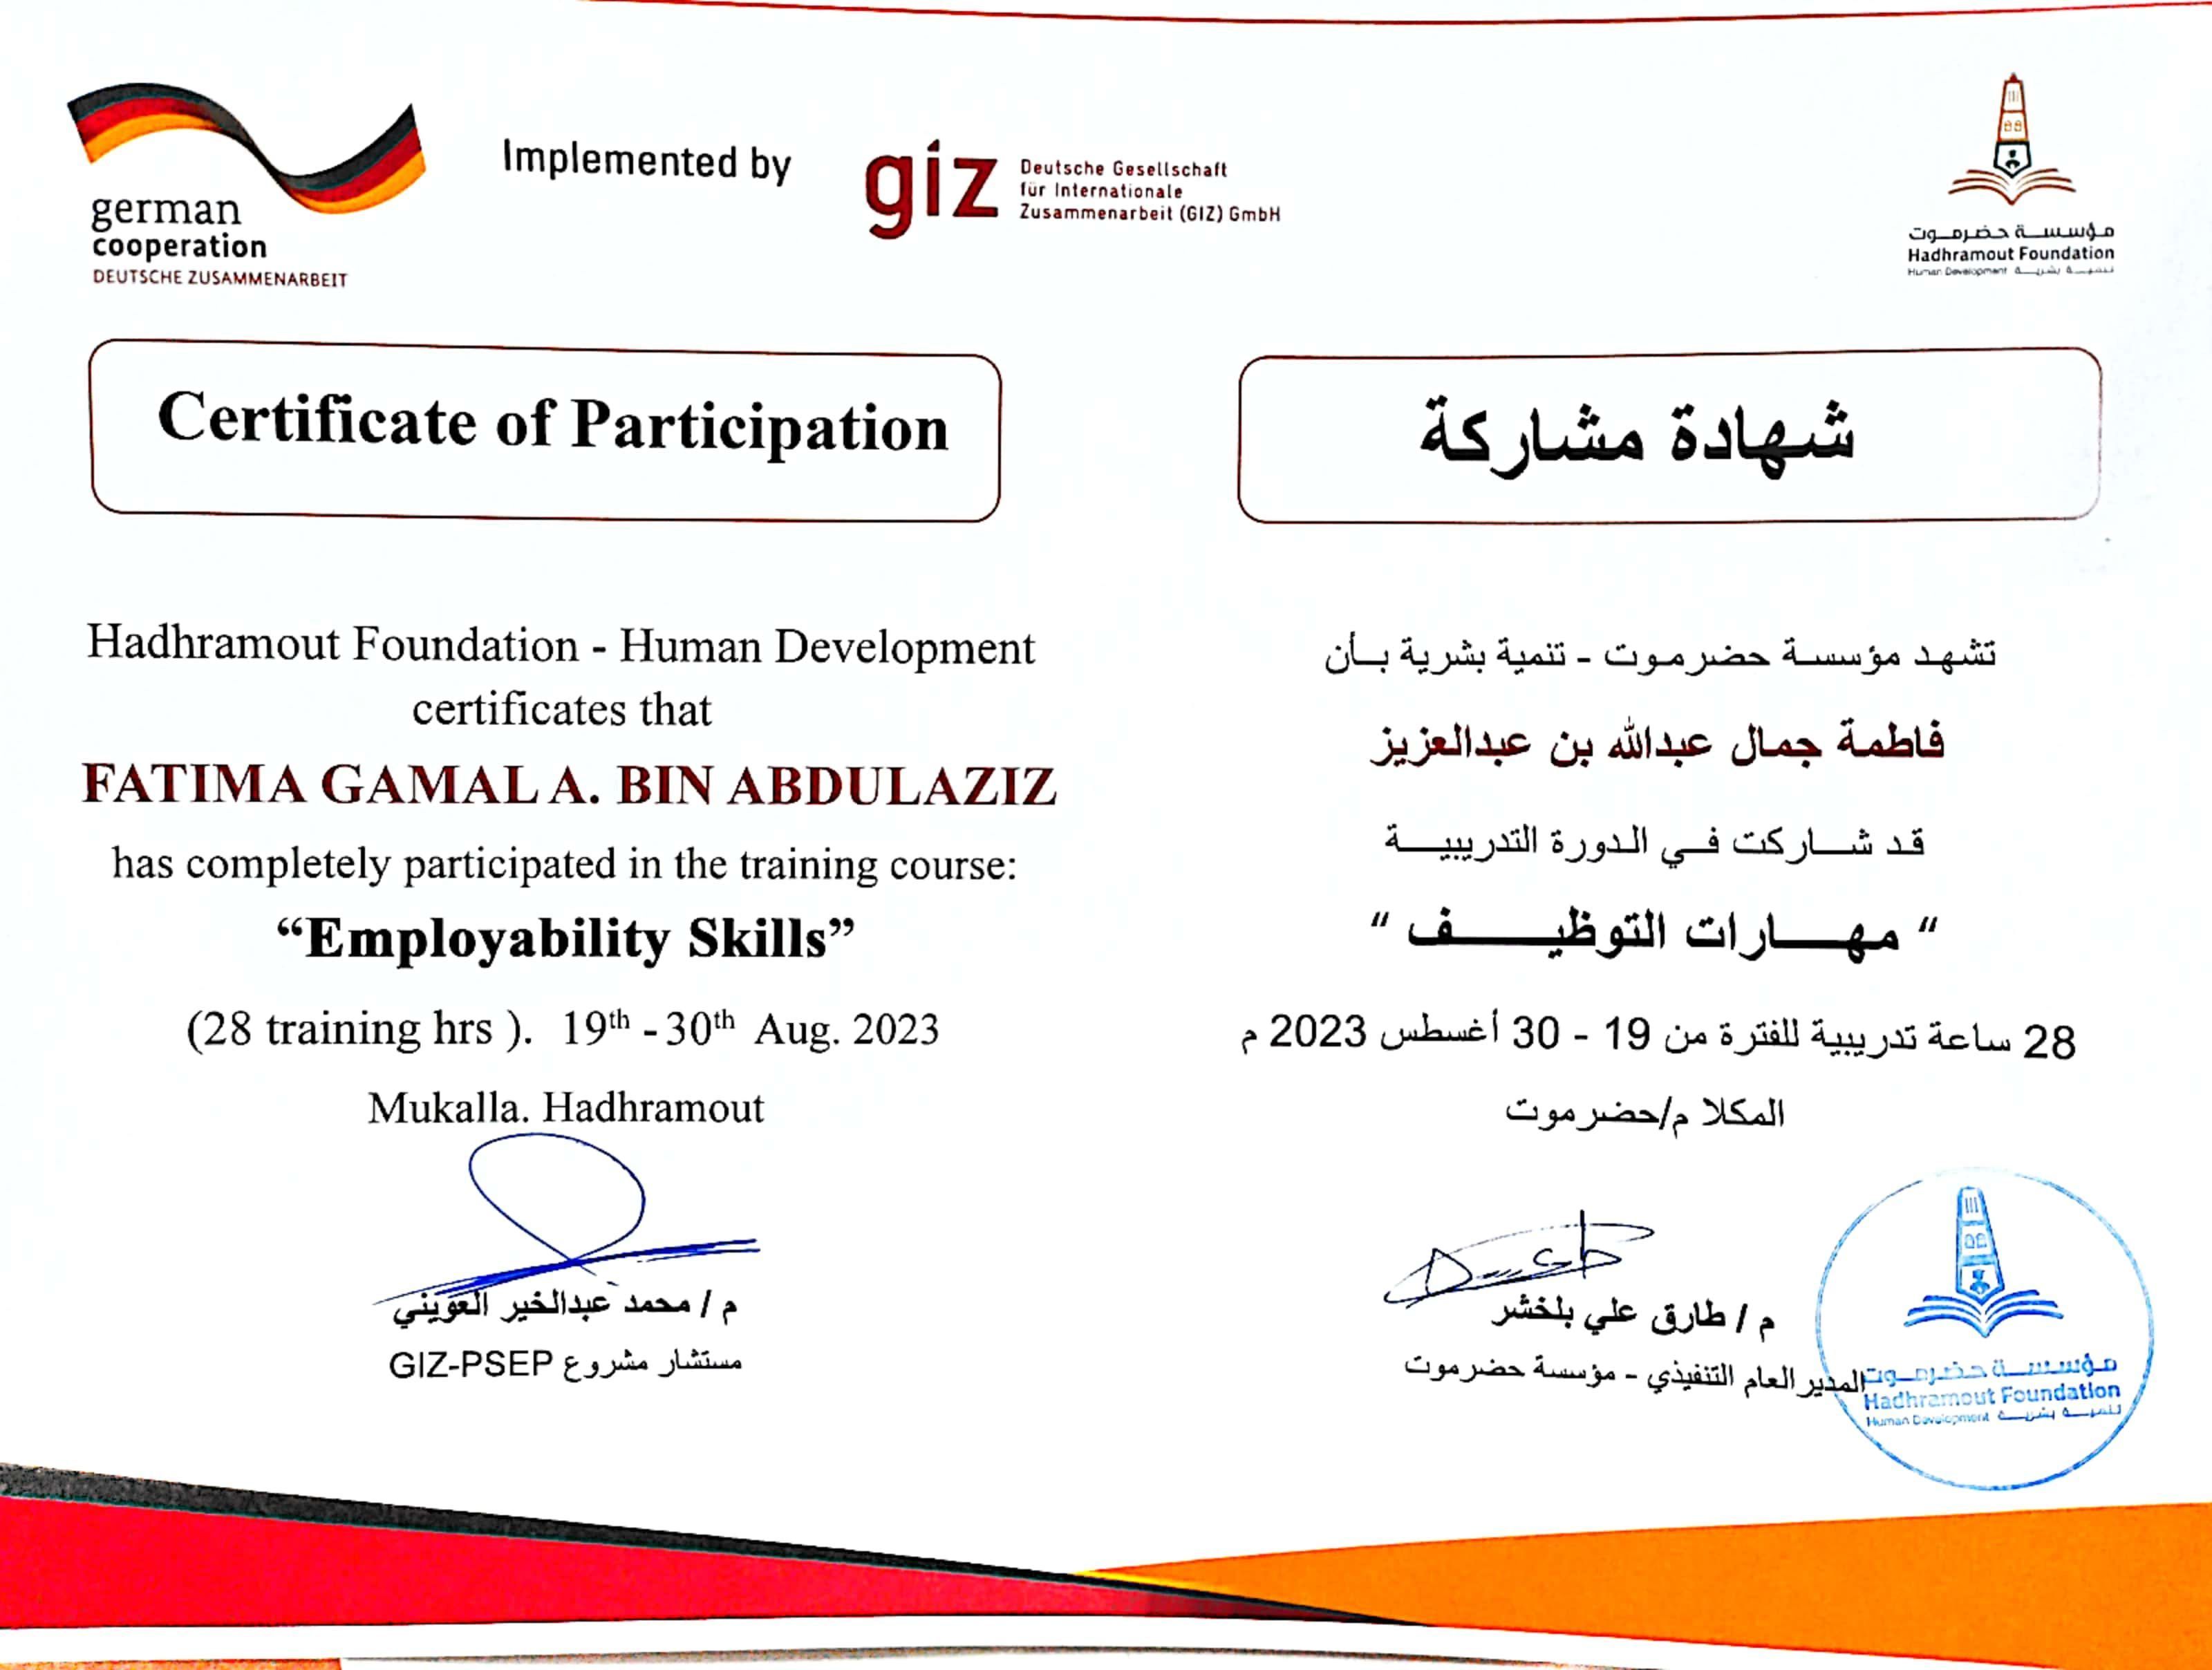 german
cooperation
DEUTSCHE ZUSAMMENARBEIT
Implemented by
giz
Deutsche Gesellschaft
für Internationale
Zusammenarbeit (GIZ) GmbH
مؤسسة حضرموت
Hadhramout Foundation
Human Development تنمية بشرية
Certificate of Participation
Hadhramout Foundation - Human Development
certificates that
FATIMA GAMAL A. BIN ABDULAZIZ
has completely participated in the training course:
“Employability Skills”
(28 training hrs ). 19th - 30th Aug. 2023
Mukalla. Hadhramout
م / محمد عبدالخير العويني
مستشار مشروع GIZ-PSEP
شهادة مشاركة
تشهد مؤسسة حضرموت - تنمية بشرية بأن
فاطمة جمال عبدالله بن عبدالعزيز
قد شاركت في الدورة التدريبية
“ مهارات التوظيف “
28 ساعة تدريبية للفترة من 19 - 30 أغسطس 2023 م
المكلا م/حضرموت
م / طارق علي بلخشر
المدير العام التنفيذي - مؤسسة حضرموت
مؤسسة حضرموت
Hadhramout Foundation
Human Development تنمية بشرية